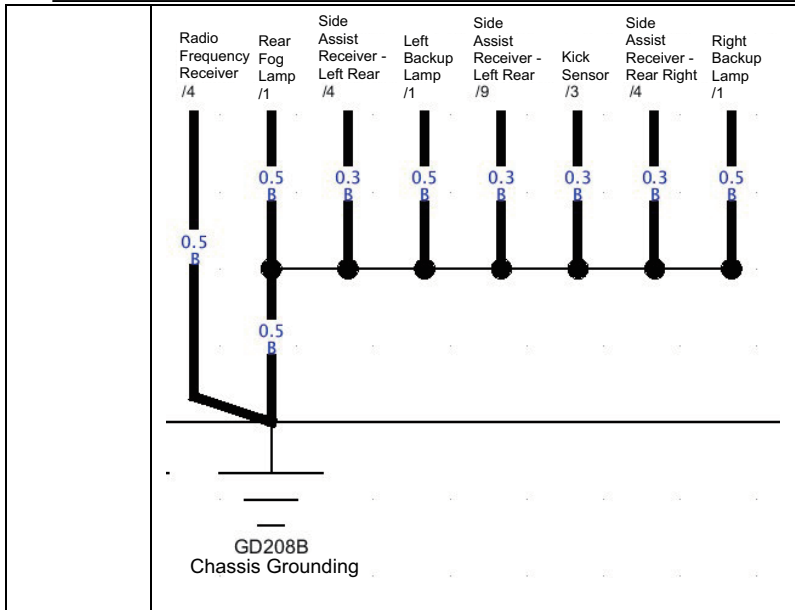 Radio
Frequency
Receiver
/4
Rear
Fog
Lamp
/1
Side
Assist
Receiver -
Left Rear
/4
Left
Backup
Lamp
/1
Side
Assist
Receiver -
Left Rear
/9
Kick
Sensor
/3
Side
Assist
Receiver -
Rear Right
/4
Right
Backup
Lamp
/1
0.5
B
0.3
B
0.5
B
0.3
B
0.3
B
0.3
B
0.5
B
0.5
B
0.5
B
GD208B
Chassis Grounding